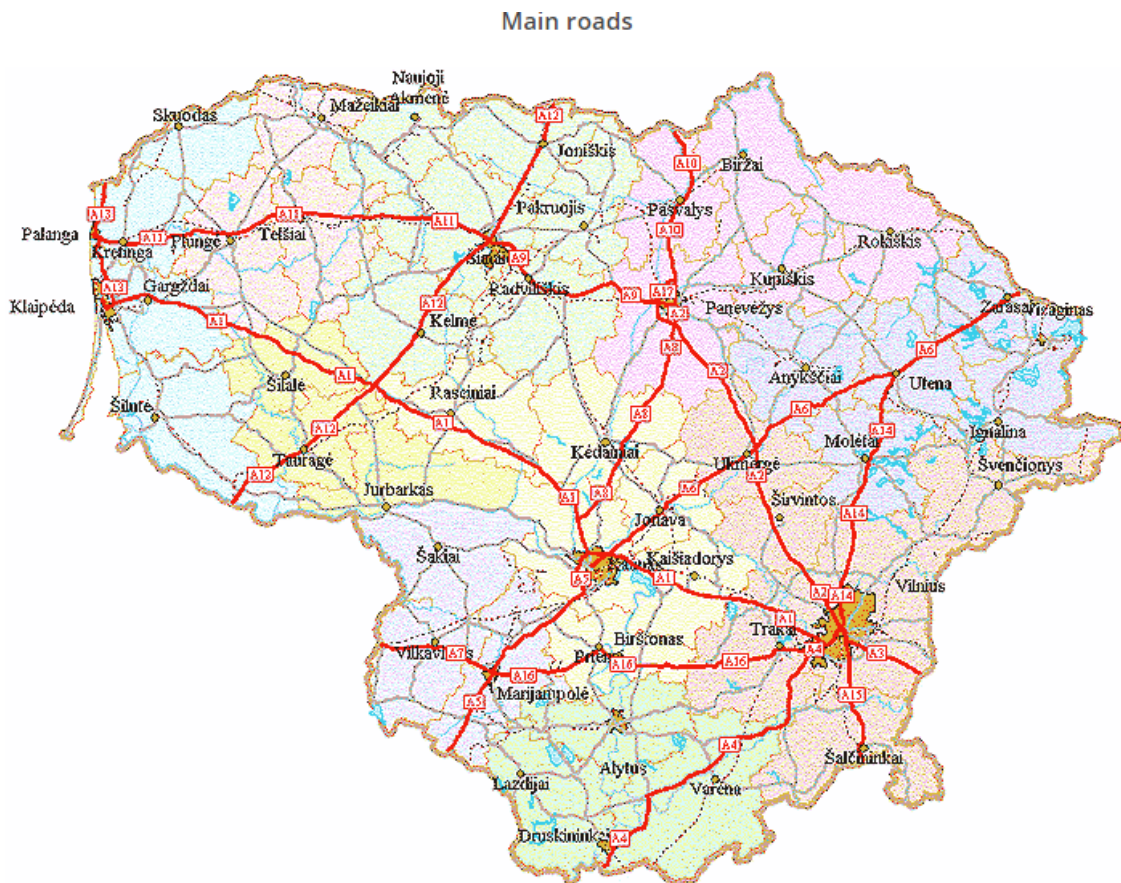 Main roads
Naujoji
Akmenė
Mažeikiai
Skuodas
A12
Joniškis
A10
Biržai
Pakruojis
Pasvalys
A13
A11
A11
A11
A10
Palanga
Kretinga
Plungė
Telšiai
Rokiškis
A9
Radviliškis
Kupiškis
A13
Gargždai
A12
A9
A17
Panevėžys
Zarasai
Klaipėda
A1
A2
Kelmė
A8
A6
A1
A2
Anykščiai
Utena
Šilalė
Raseiniai
A6
Šilutė
A12
A1
A8
A14
Ignalina
Molėtai
Tauragė
Kėdainiai
Ukmergė
Švenčionys
A12
A2
Jurbarkas
A1
A8
A6
Širvintos
Jonava
A14
Šakiai
Kaišiadorys
Kaunas
A5
A1
Vilnius
A2
A14
A1
Birštonas
Trakai
A7
Prienai
A4
A3
A16
A16
A16
Marijampolė
A5
A15
A4
Šalčininkai
Alytus
Lazdijai
Varėna
Druskininkai
A4